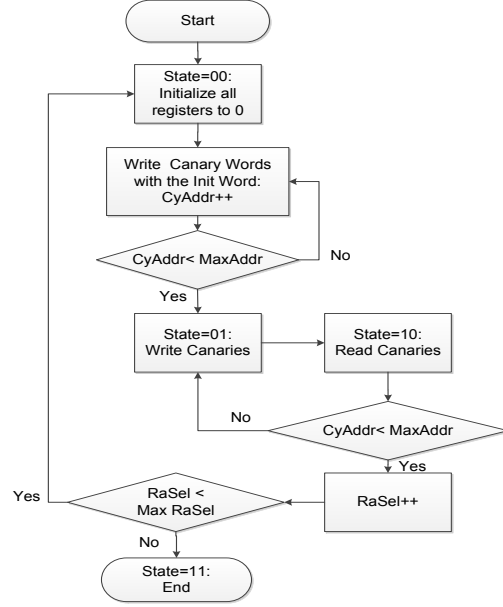 Start
State=00:
Initialize all
registers to 0
Write Canary Words
with the Init Word:
CyAddr++
CyAddr< MaxAddr
No
Yes
State=01:
Write Canaries
State=10:
Read Canaries
No
CyAddr< MaxAddr
Yes
Yes
RaSel <
Max RaSel
RaSel++
No
State=11:
End